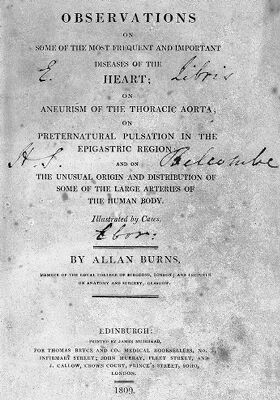 OBSERVATIONS
ON
SOME OF THE MOST FREQUENT AND IMPORTANT
DISEASES OF THE
E. Libris
HEART;
ON
ANEURISM OF THE THORACIC AORTA;
ON
PRETERNATURAL PULSATION IN THE
EPIGASTRIC REGION;
H. S. Belcombe
AND ON
THE UNUSUAL ORIGIN AND DISTRIBUTION OF
SOME OF THE LARGE ARTERIES OF
THE HUMAN BODY.
Illustrated by Cases.
Ebor.
BY ALLAN BURNS,
MEMBER OF THE ROYAL COLLEGE OF SURGEONS, LONDON; AND LECTURER
ON ANATOMY AND SURGERY, GLASGOW.
EDINBURGH:
PRINTED BY JAMES MUIRHEAD,
FOR THOMAS BRYCE AND CO. MEDICAL BOOKSELLERS, NO.
INFIRMARY STREET; JOHN MURRAY, FLEET STREET, AND
J. CALLOW, CROWN COURT, PRINCE'S STREET, SOHO,
LONDON.
1809.